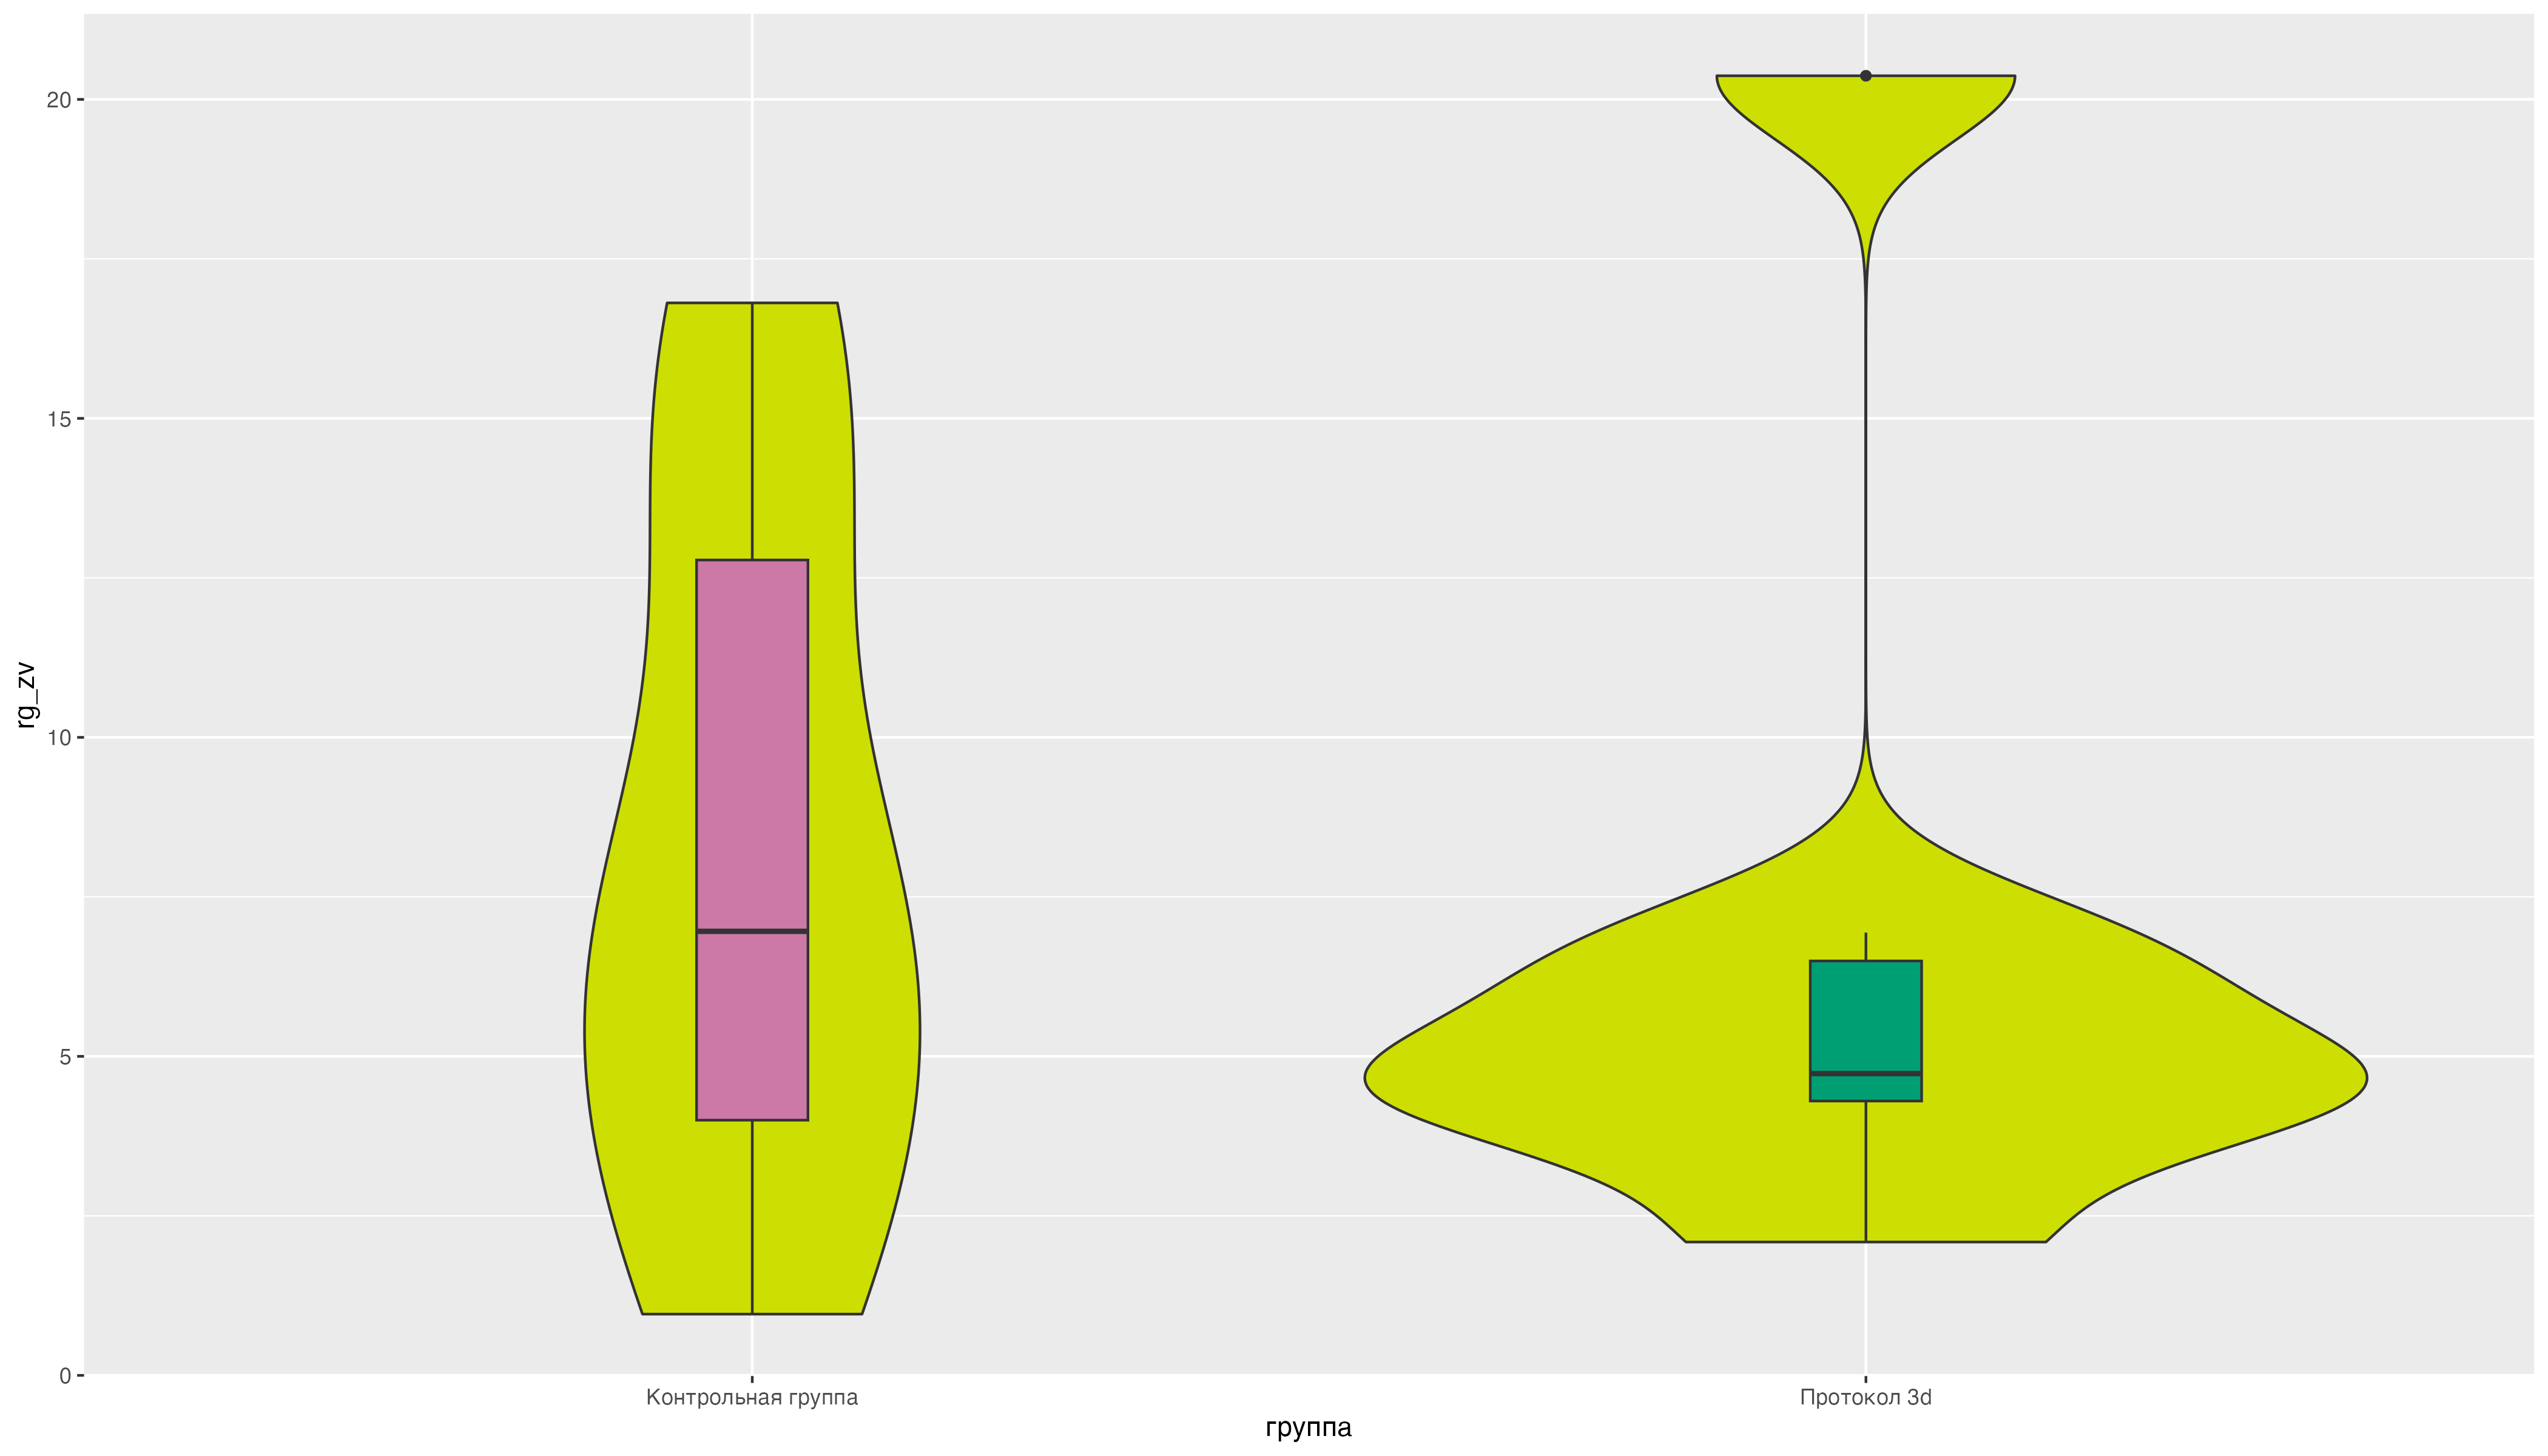 20
15
10
5
0
rg_zv
Контрольная группа
Протокол 3d
группа